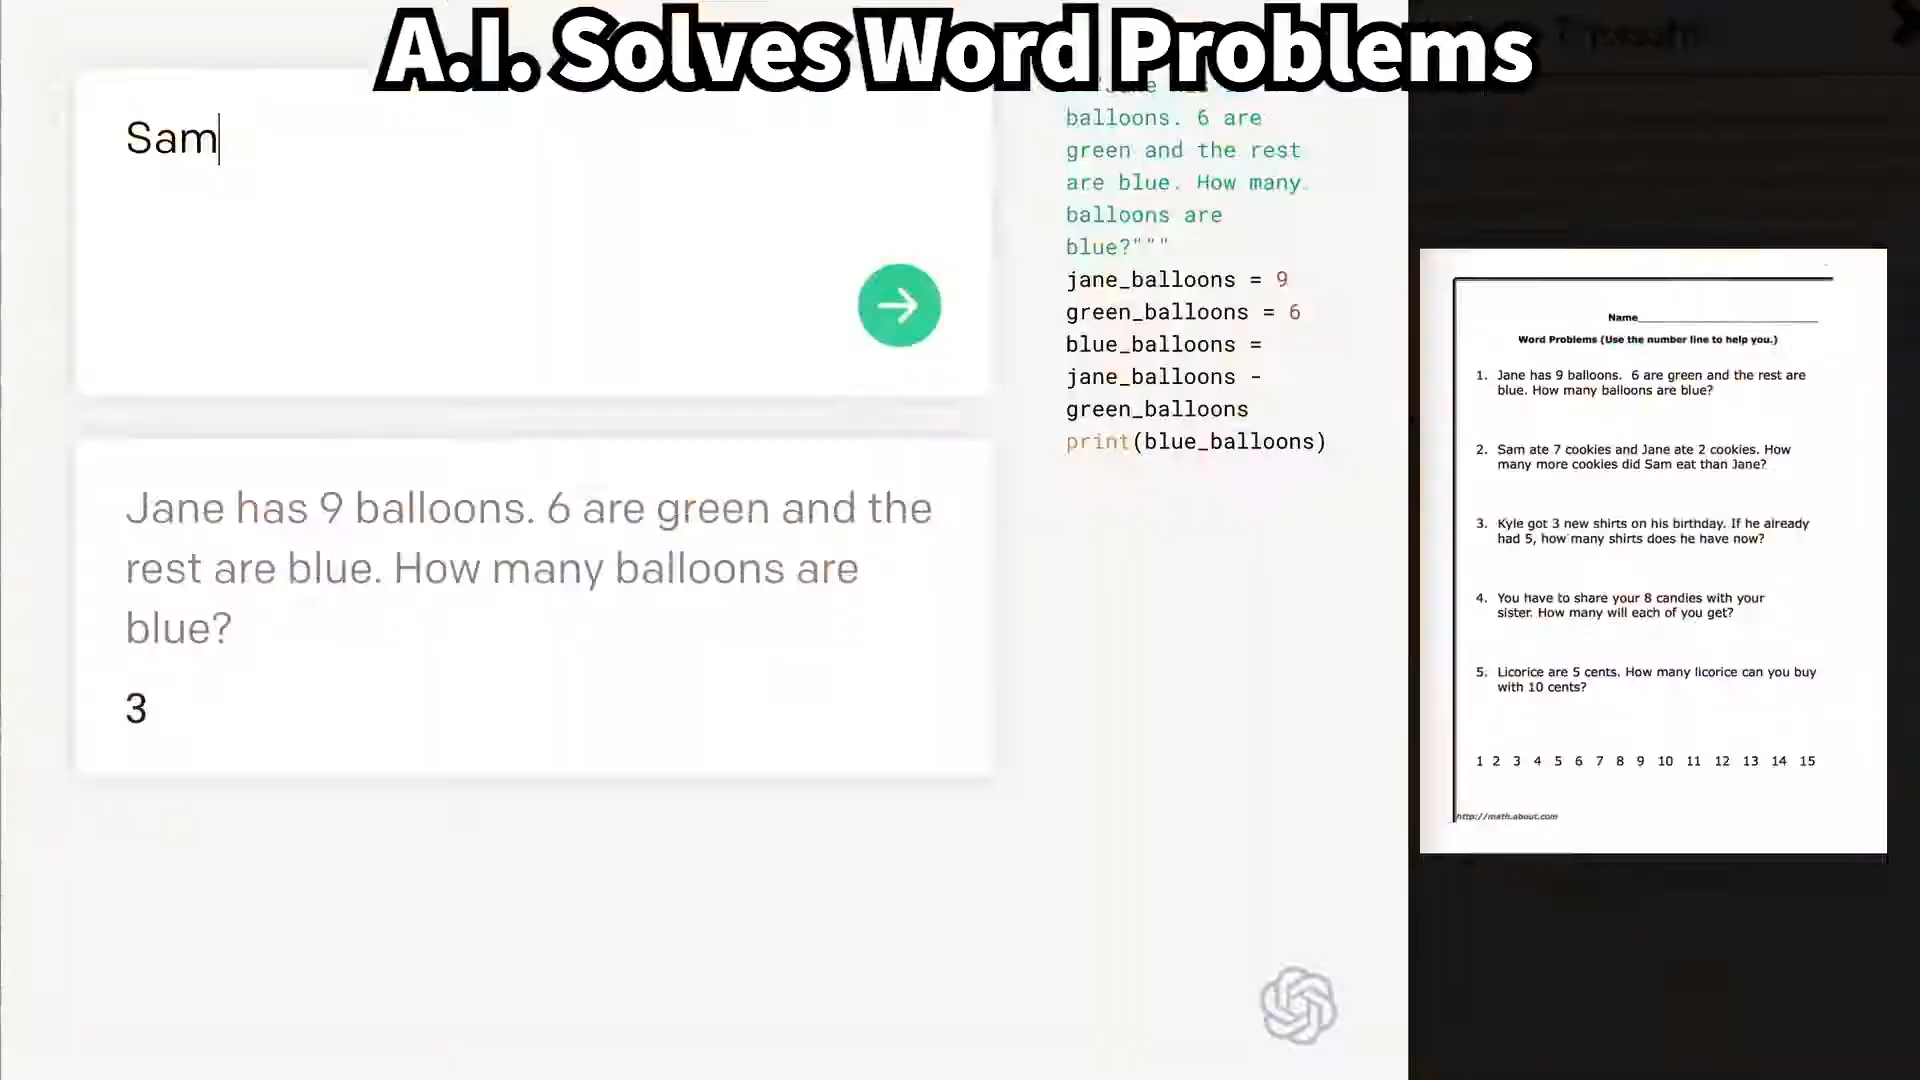 A.I. Solves Word Problems
Sam
Jane has 9 balloons. 6 are green and the
rest are blue. How many balloons are
blue?
3
balloons. 6 are
green and the rest
are blue. How many
balloons are
blue?"""
jane_balloons = 9
green_balloons = 6
blue_balloons =
jane_balloons -
green_balloons
print(blue_balloons)
Name
Word Problems (Use the number line to help you.)
1. Jane has 9 balloons. 6 are green and the rest are
blue. How many balloons are blue?
2. Sam ate 7 cookies and Jane ate 2 cookies. How
many more cookies did Sam eat than Jane?
3. Kyle got 3 new shirts on his birthday. If he already
had 5, how many shirts does he have now?
4. You have to share your 8 candies with your
sister. How many will each of you get?
5. Licorice are 5 cents. How many licorice can you buy
with 10 cents?
1 2 3 4 5 6 7 8 9 10 11 12 13 14 15
http://math.about.com